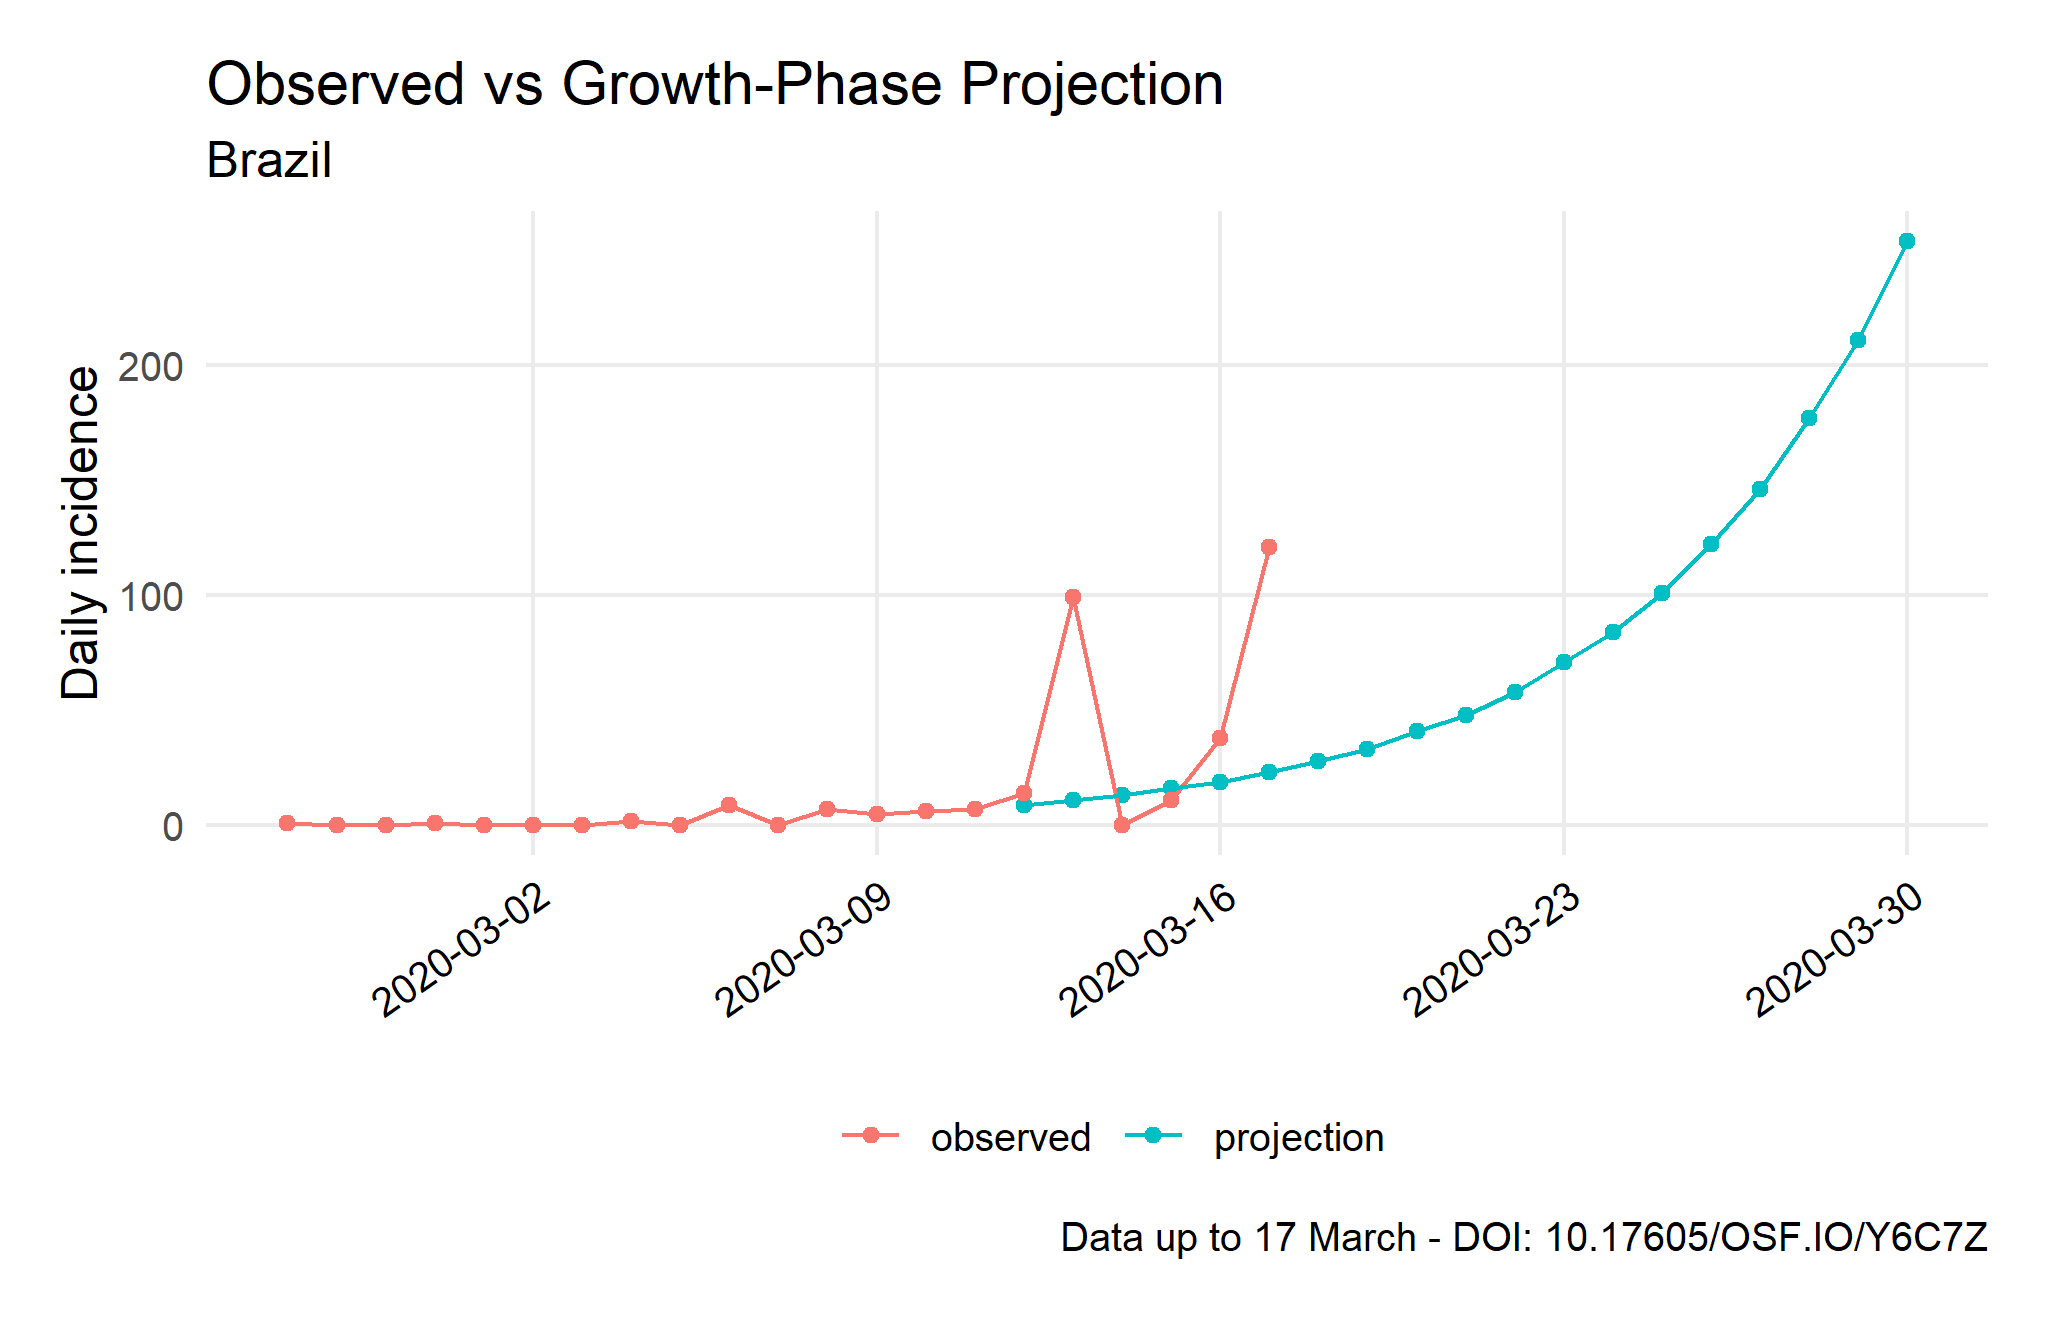 Observed vs Growth-Phase Projection
Brazil
Daily incidence
200
100
0
2020-03-02
2020-03-09
2020-03-16
2020-03-23
2020-03-30
observed
projection
Data up to 17 March - DOI: 10.17605/OSF.IO/Y6C7Z